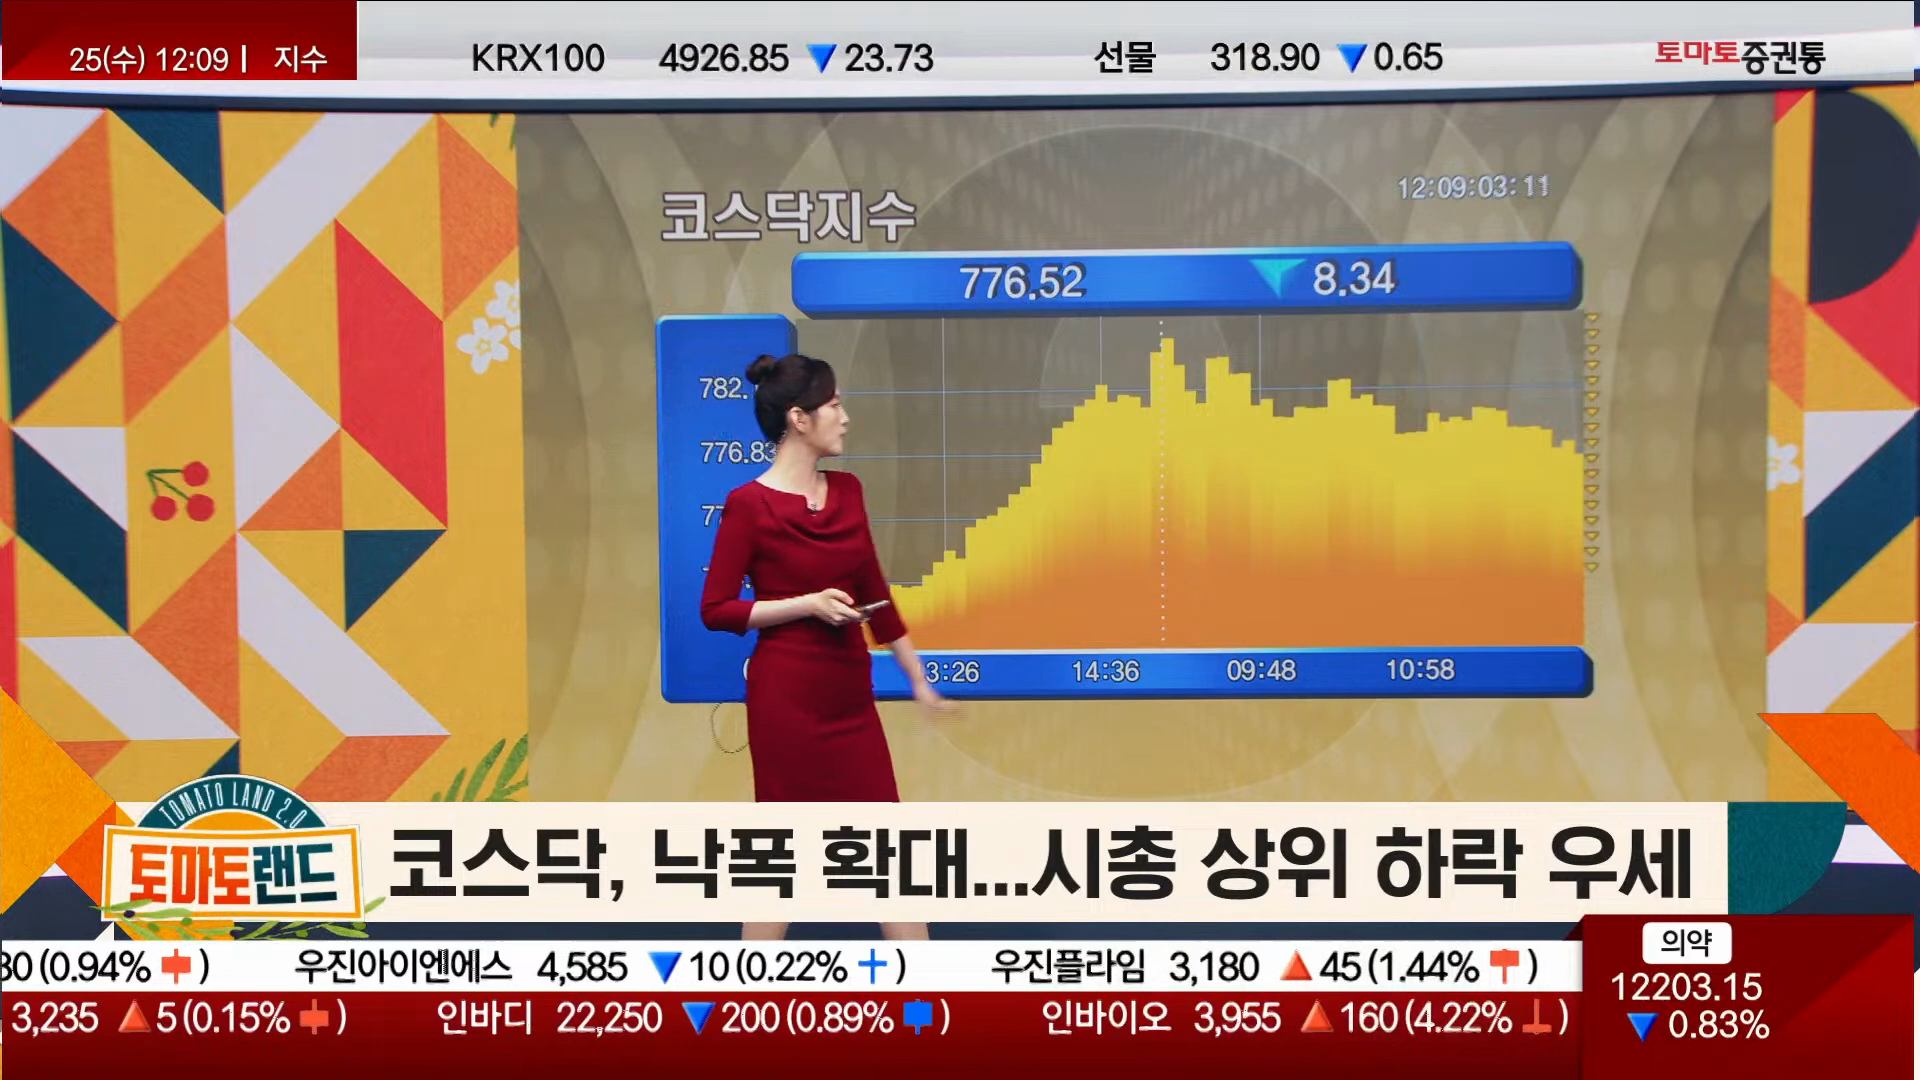 25(수) 12:09 | 지수
KRX100 4926.85 ▼ 23.73 선물 318.90 ▼ 0.65
토마토증권통
코스닥지수
12:09:03:11
776.52 ▼ 8.34
782.
776.83
3:26 14:36 09:48 10:58
TOMATO LAND 2.0
토마토랜드
코스닥, 낙폭 확대...시총 상위 하락 우세
30 (0.94% ) 우진아이엔에스 4,585 ▼ 10 (0.22% ) 우진플라임 3,180 ▲ 45 (1.44% )
3,235 ▲ 5 (0.15% ) 인바디 22,250 ▼ 200 (0.89% ) 인바이오 3,955 ▲ 160 (4.22% )
의약
12203.15
▼ 0.83%